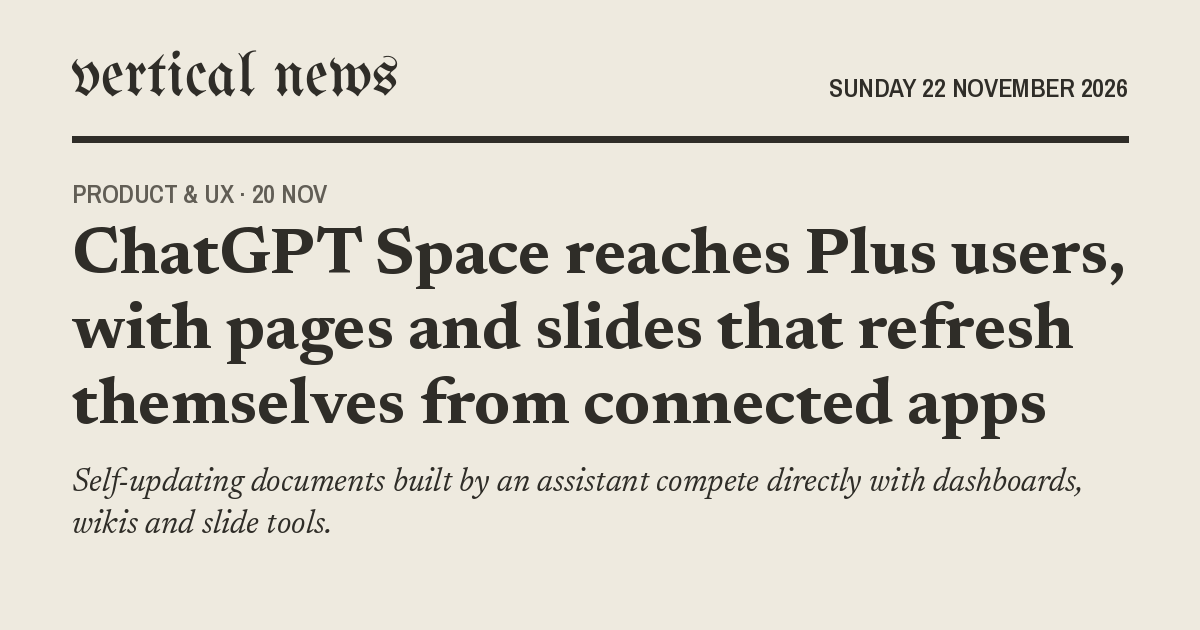 vertical news
SUNDAY 22 NOVEMBER 2026
PRODUCT & UX · 20 NOV
ChatGPT Space reaches Plus users,
with pages and slides that refresh
themselves from connected apps
Self-updating documents built by an assistant compete directly with dashboards,
wikis and slide tools.